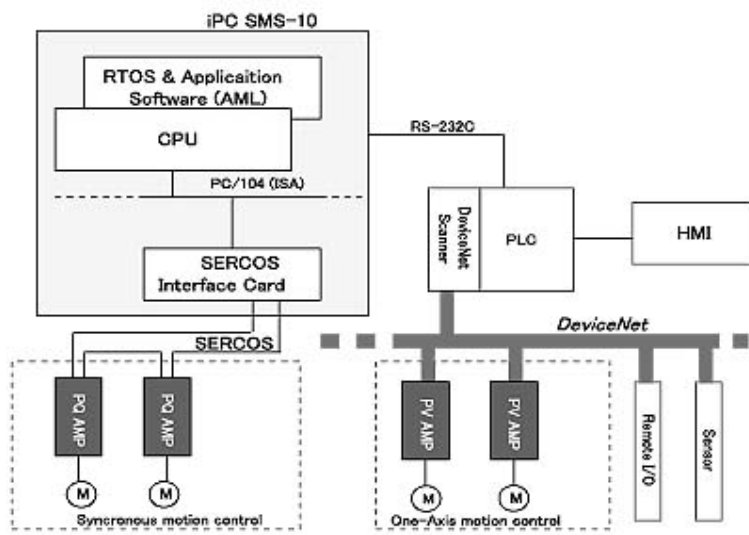 iPC SMS-10
RTOS & Applicaition
Software (AML)
CPU
RS-232C
PC/104 (ISA)
DeviceNet
Scanner
PLC
HMI
SERCOS
Interface Card
SERCOS
DeviceNet
PQ AMP
PQ AMP
PV AMP
PV AMP
Remote I/O
Sensor
M
M
M
M
Syncronous motion control
One-Axis motion control